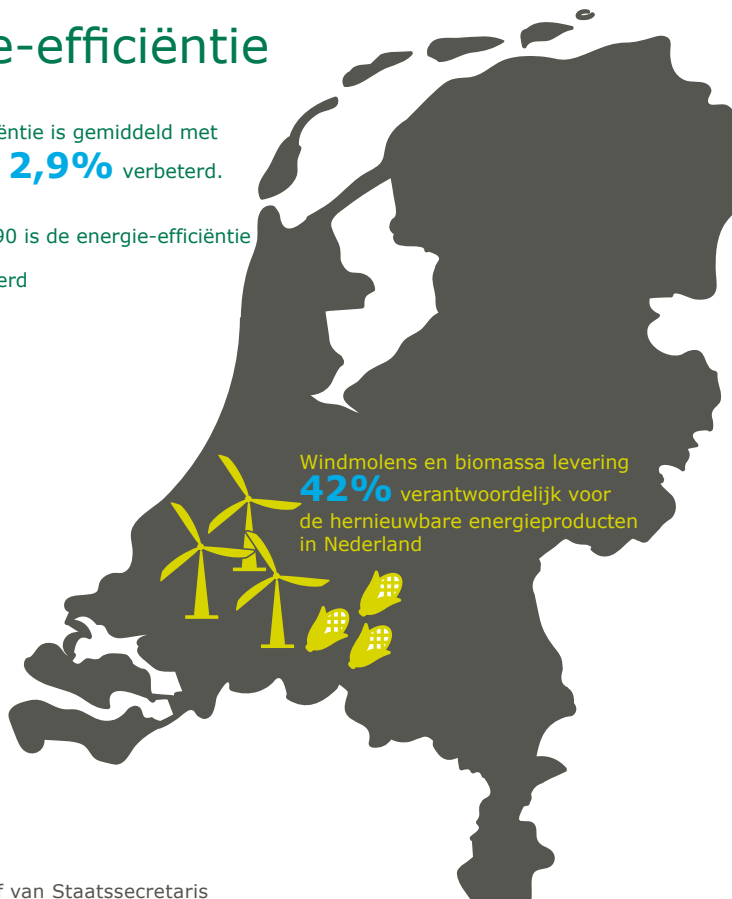 e-efficiëntie
ëntie is gemiddeld met
2,9% verbeterd.
90 is de energie-efficiëntie
erd
Windmolens en biomassa levering
42% verantwoordelijk voor
de hernieuwbare energieproducten
in Nederland
f van Staatssecretaris